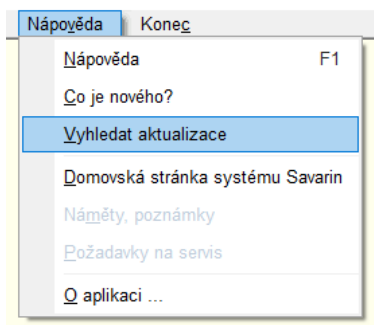 Nápověda Konec
Nápověda F1
Co je nového?
Vyhledat aktualizace
Domovská stránka systému Savarin
Náměty, poznámky
Požadavky na servis
O aplikaci ...